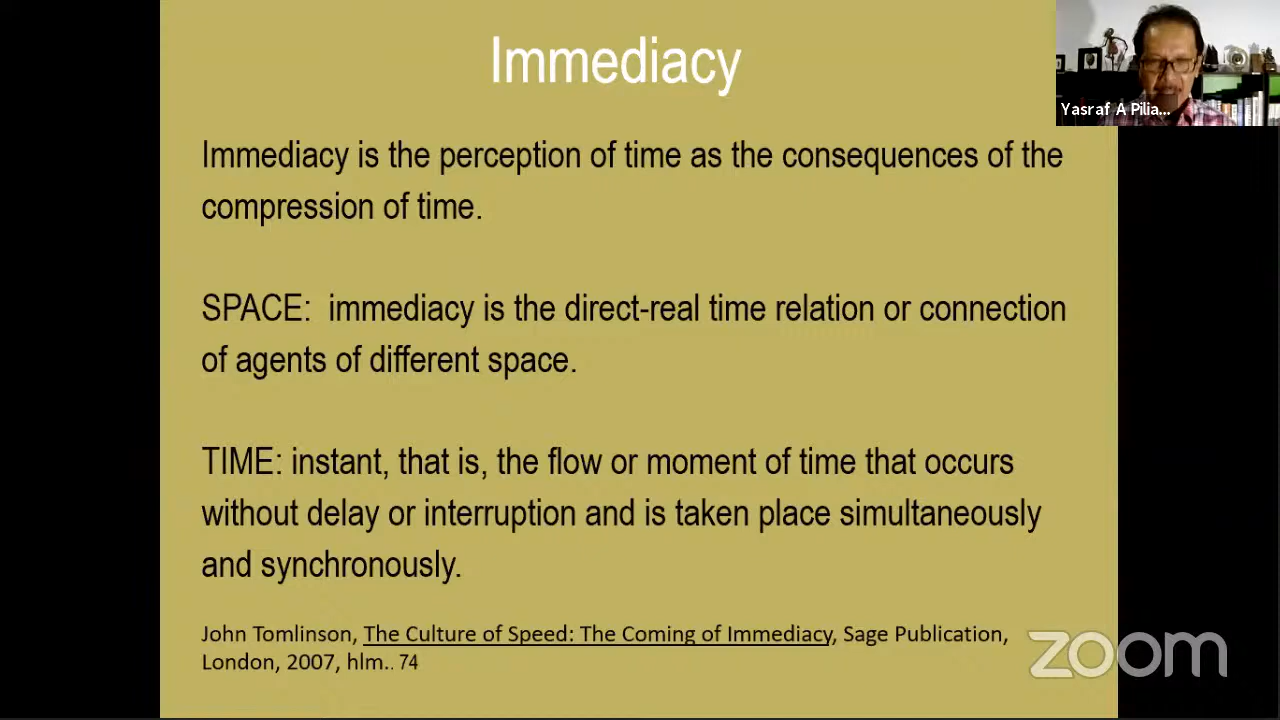 Immediacy
Yasraf A Pilia...
Immediacy is the perception of time as the consequences of the
compression of time.
SPACE:  immediacy is the direct-real time relation or connection
of agents of different space.
TIME: instant, that is, the flow or moment of time that occurs
without delay or interruption and is taken place simultaneously
and synchronously.
John Tomlinson, The Culture of Speed: The Coming of Immediacy, Sage Publication,
London, 2007, hlm.. 74
zoom